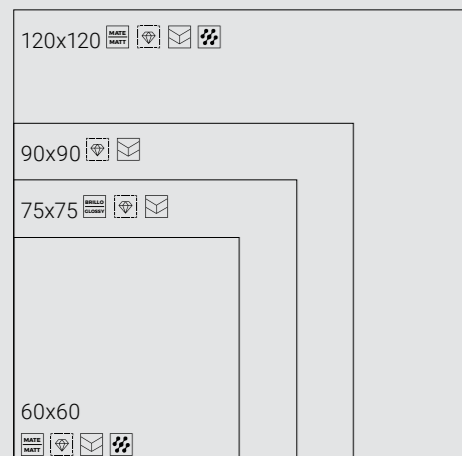 120x120 MATE
MATT
90x90
75x75 BRILLO
GLOSSY
60x60
MATE
MATT